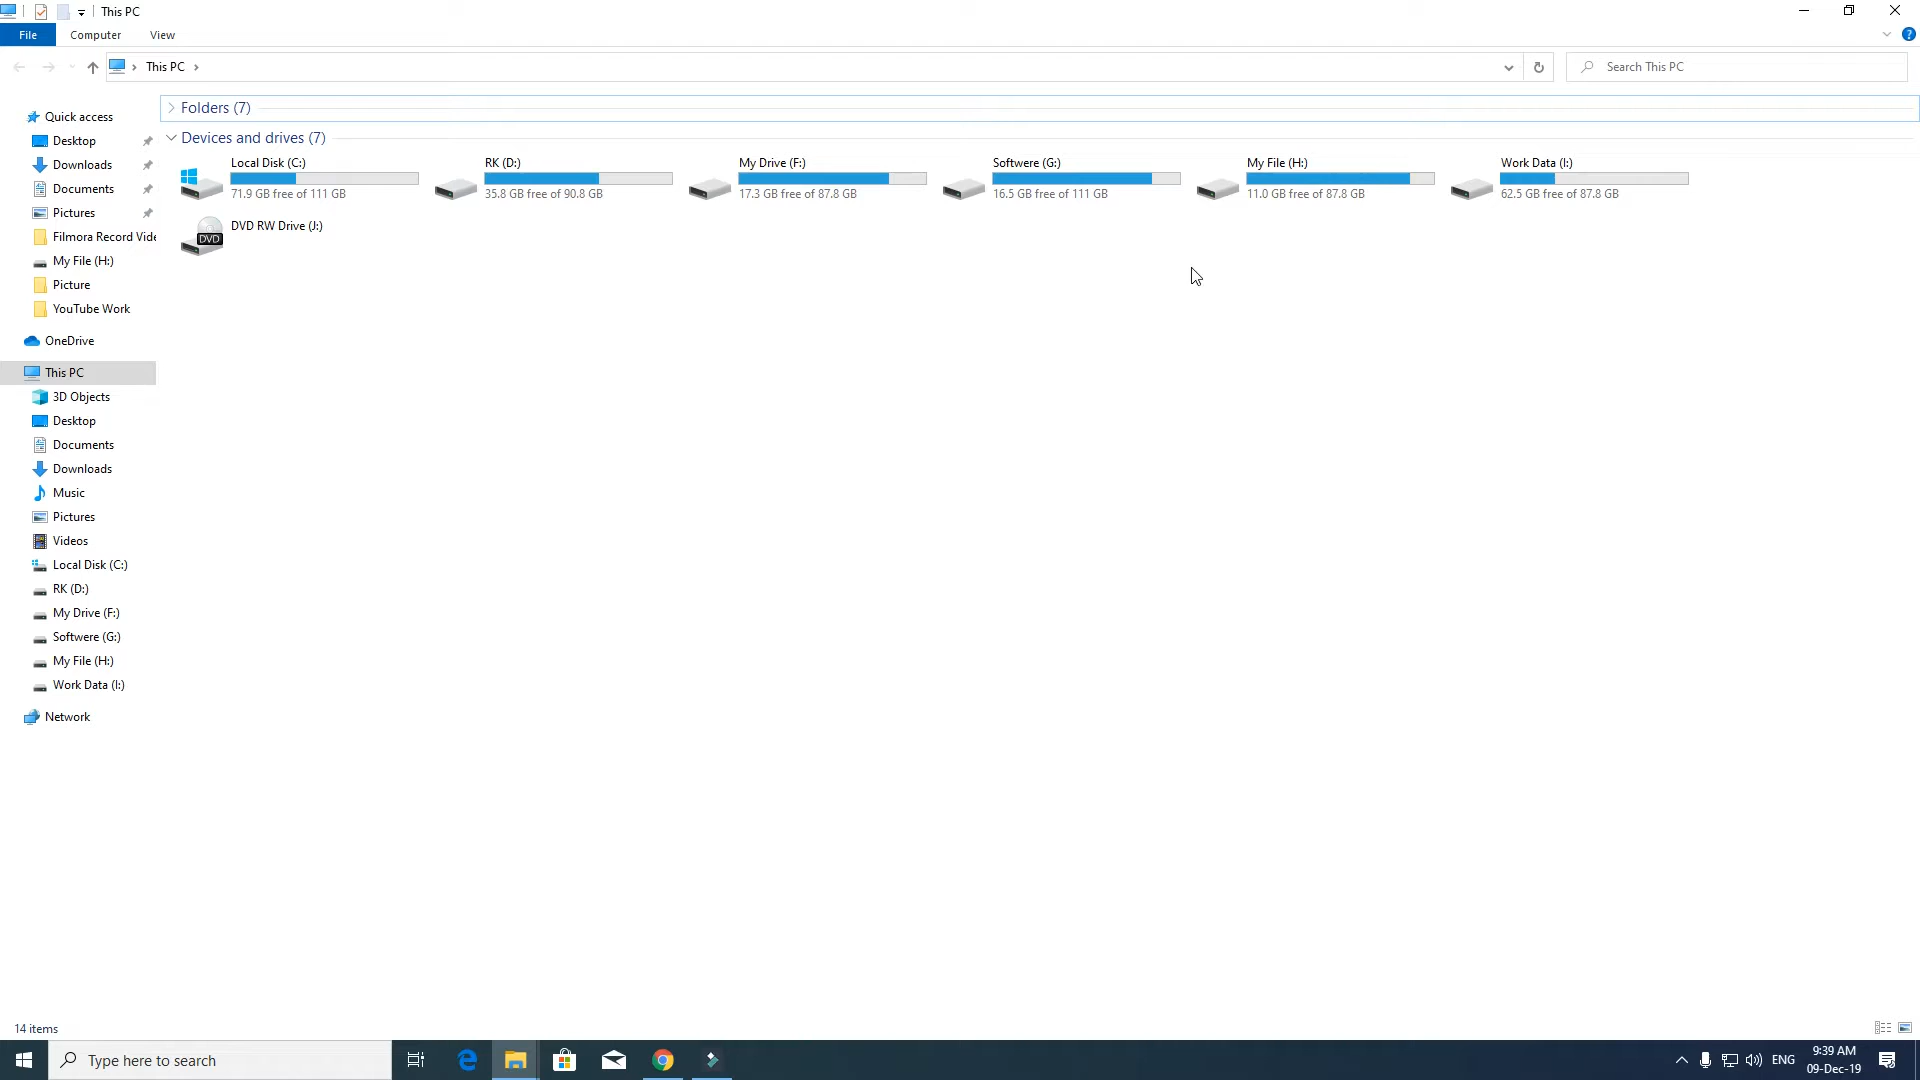 This PC
File Computer View
This PC
Search This PC
Quick access
Desktop
Downloads
Documents
Pictures
Filmora Record Vide
My File (H:)
Picture
YouTube Work
OneDrive
This PC
3D Objects
Desktop
Documents
Downloads
Music
Pictures
Videos
Local Disk (C:)
RK (D:)
My Drive (F:)
Softwere (G:)
My File (H:)
Work Data (I:)
Network
Folders (7)
Devices and drives (7)
Local Disk (C:)
71.9 GB free of 111 GB
RK (D:)
35.8 GB free of 90.8 GB
My Drive (F:)
17.3 GB free of 87.8 GB
Softwere (G:)
16.5 GB free of 111 GB
My File (H:)
11.0 GB free of 87.8 GB
Work Data (I:)
62.5 GB free of 87.8 GB
DVD
DVD RW Drive (J:)
14 items
Type here to search
ENG
9:39 AM
09-Dec-19